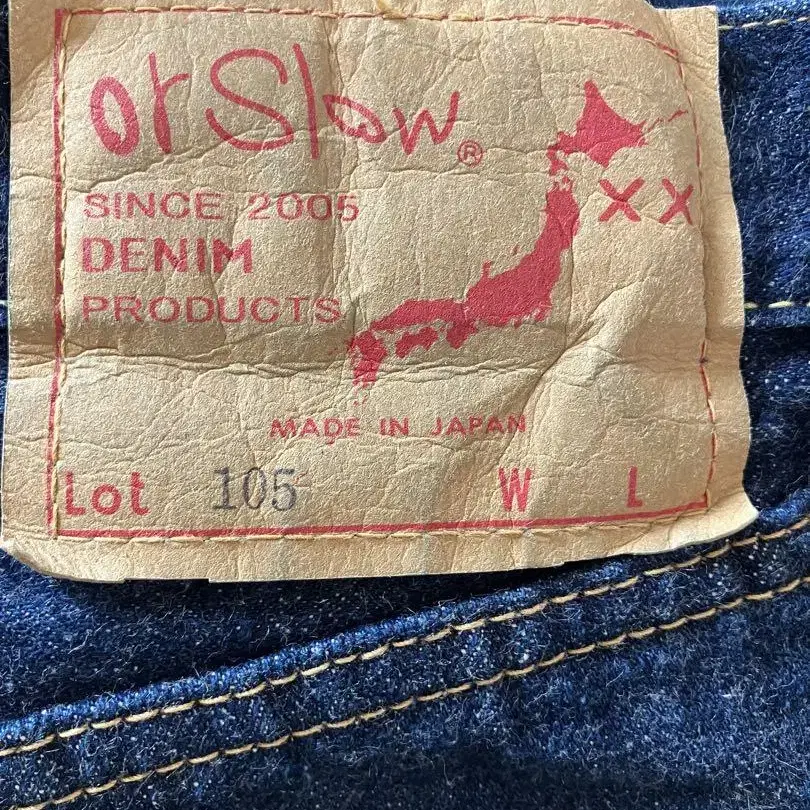 orSlow®
XX
SINCE 2005
DENIM
PRODUCTS
MADE IN JAPAN
Lot 105 W L